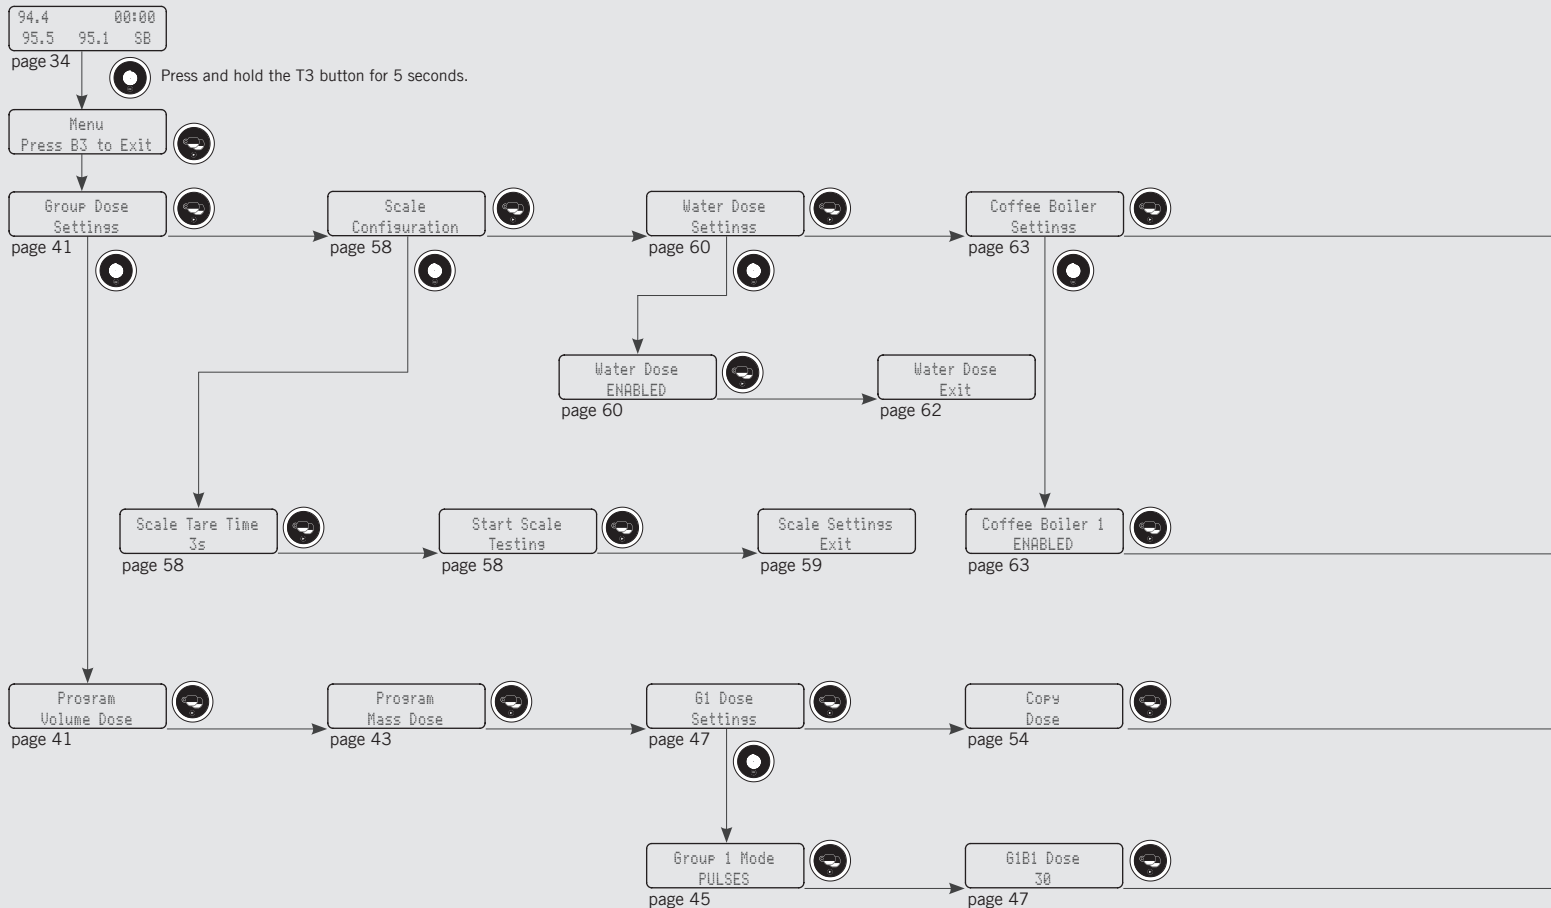 94.4 00:00
95.5 95.1 SB
page 34
Press and hold the T3 button for 5 seconds.
Menu
Press B3 to Exit
Group Dose
Settings
page 41
Scale
Configuration
page 58
Water Dose
Settings
page 60
Coffee Boiler
Settings
page 63
Water Dose
ENABLED
page 60
Water Dose
Exit
page 62
Scale Tare Time
3s
page 58
Start Scale
Testing
page 58
Scale Settings
Exit
page 59
Coffee Boiler 1
ENABLED
page 63
Program
Volume Dose
page 41
Program
Mass Dose
page 43
G1 Dose
Settings
page 47
Copy
Dose
page 54
Group 1 Mode
PULSES
page 45
G1B1 Dose
30
page 47